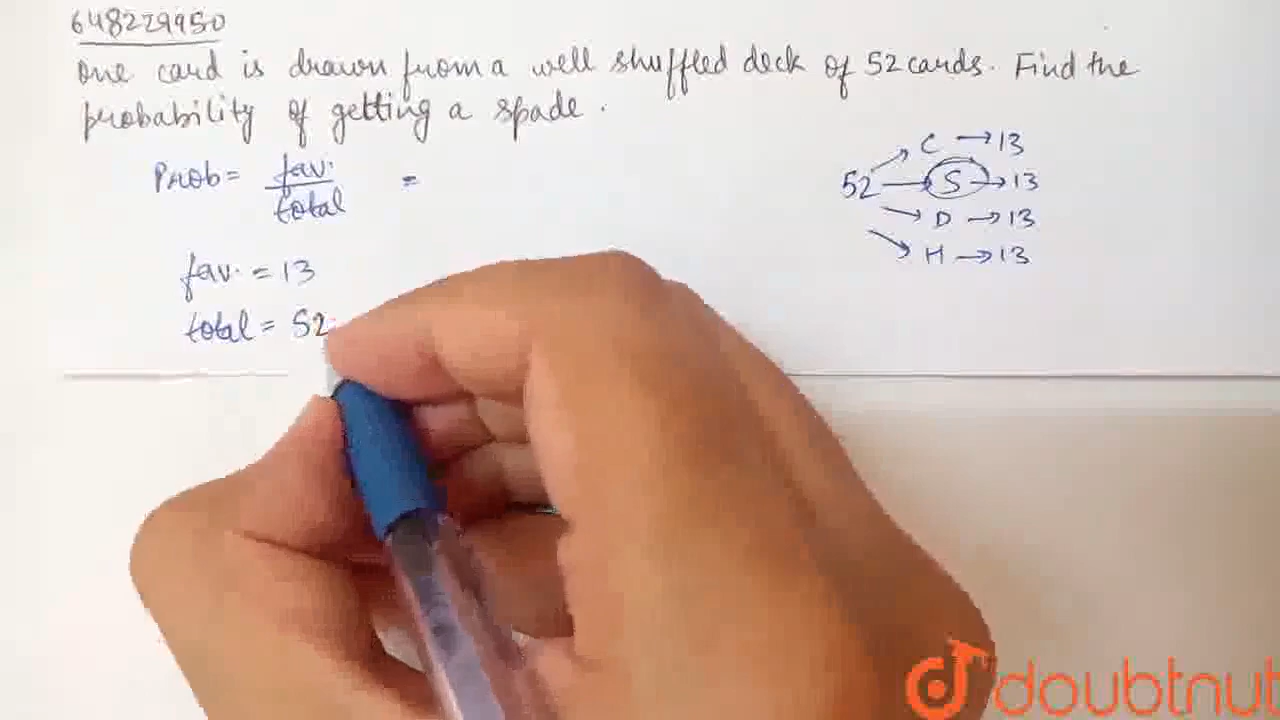 648229950
One card is drawn from a well shuffled deck of 52 cards. Find the
probability of getting a spade.
Prob = fav. / total =
52
C → 13
S → 13
D → 13
H → 13
fav. = 13
total = 52
doubtnut